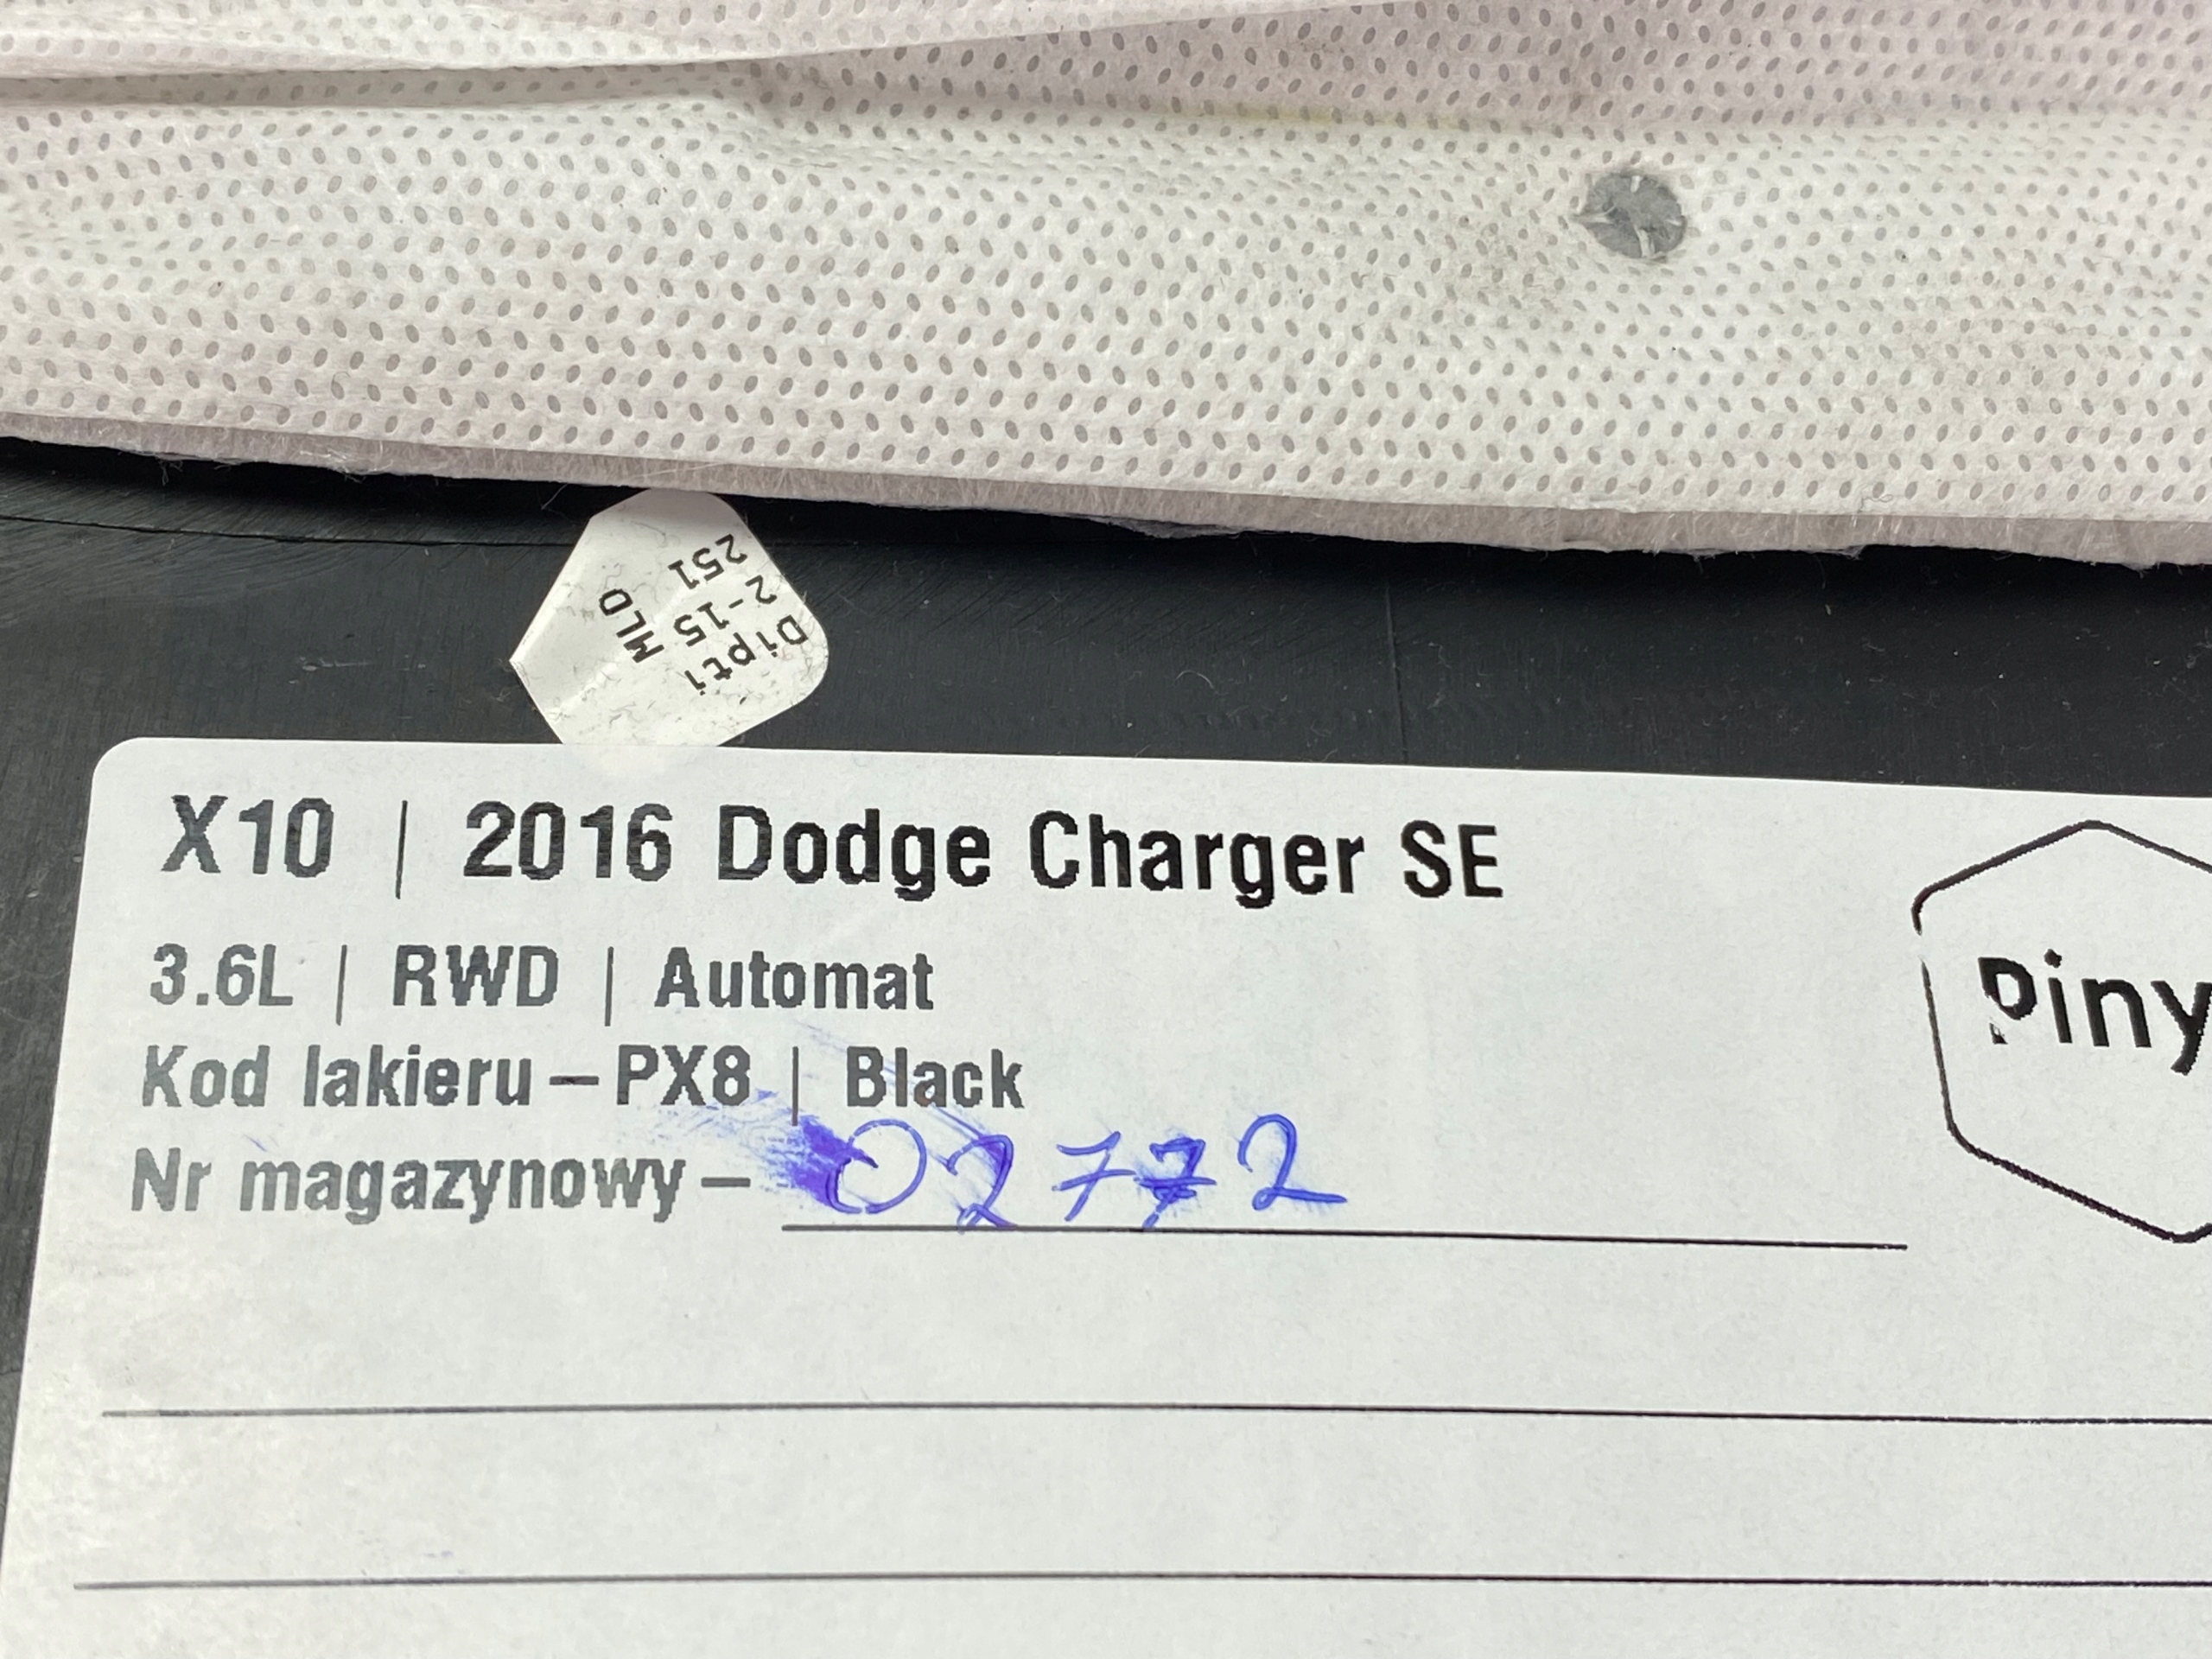 Dipti
2-15 MLD
251
X10 | 2016 Dodge Charger SE
3.6L | RWD | Automat
Kod lakieru – PX8 | Black
Nr magazynowy – 02772
Piny